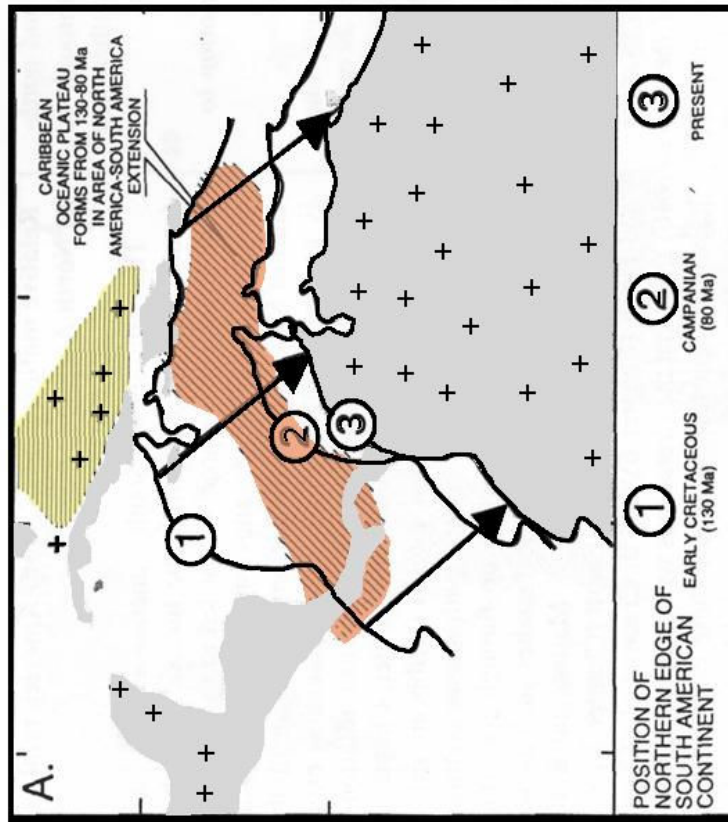 A.
CARIBBEAN
OCEANIC PLATEAU
FORMS FROM 130-80 Ma
IN AREA OF NORTH
AMERICA-SOUTH AMERICA
EXTENSION
1
2
3
POSITION OF
NORTHERN EDGE OF
SOUTH AMERICAN
CONTINENT
1
EARLY CRETACEOUS
(130 Ma)
2
CAMPANIAN
(80 Ma)
3
PRESENT